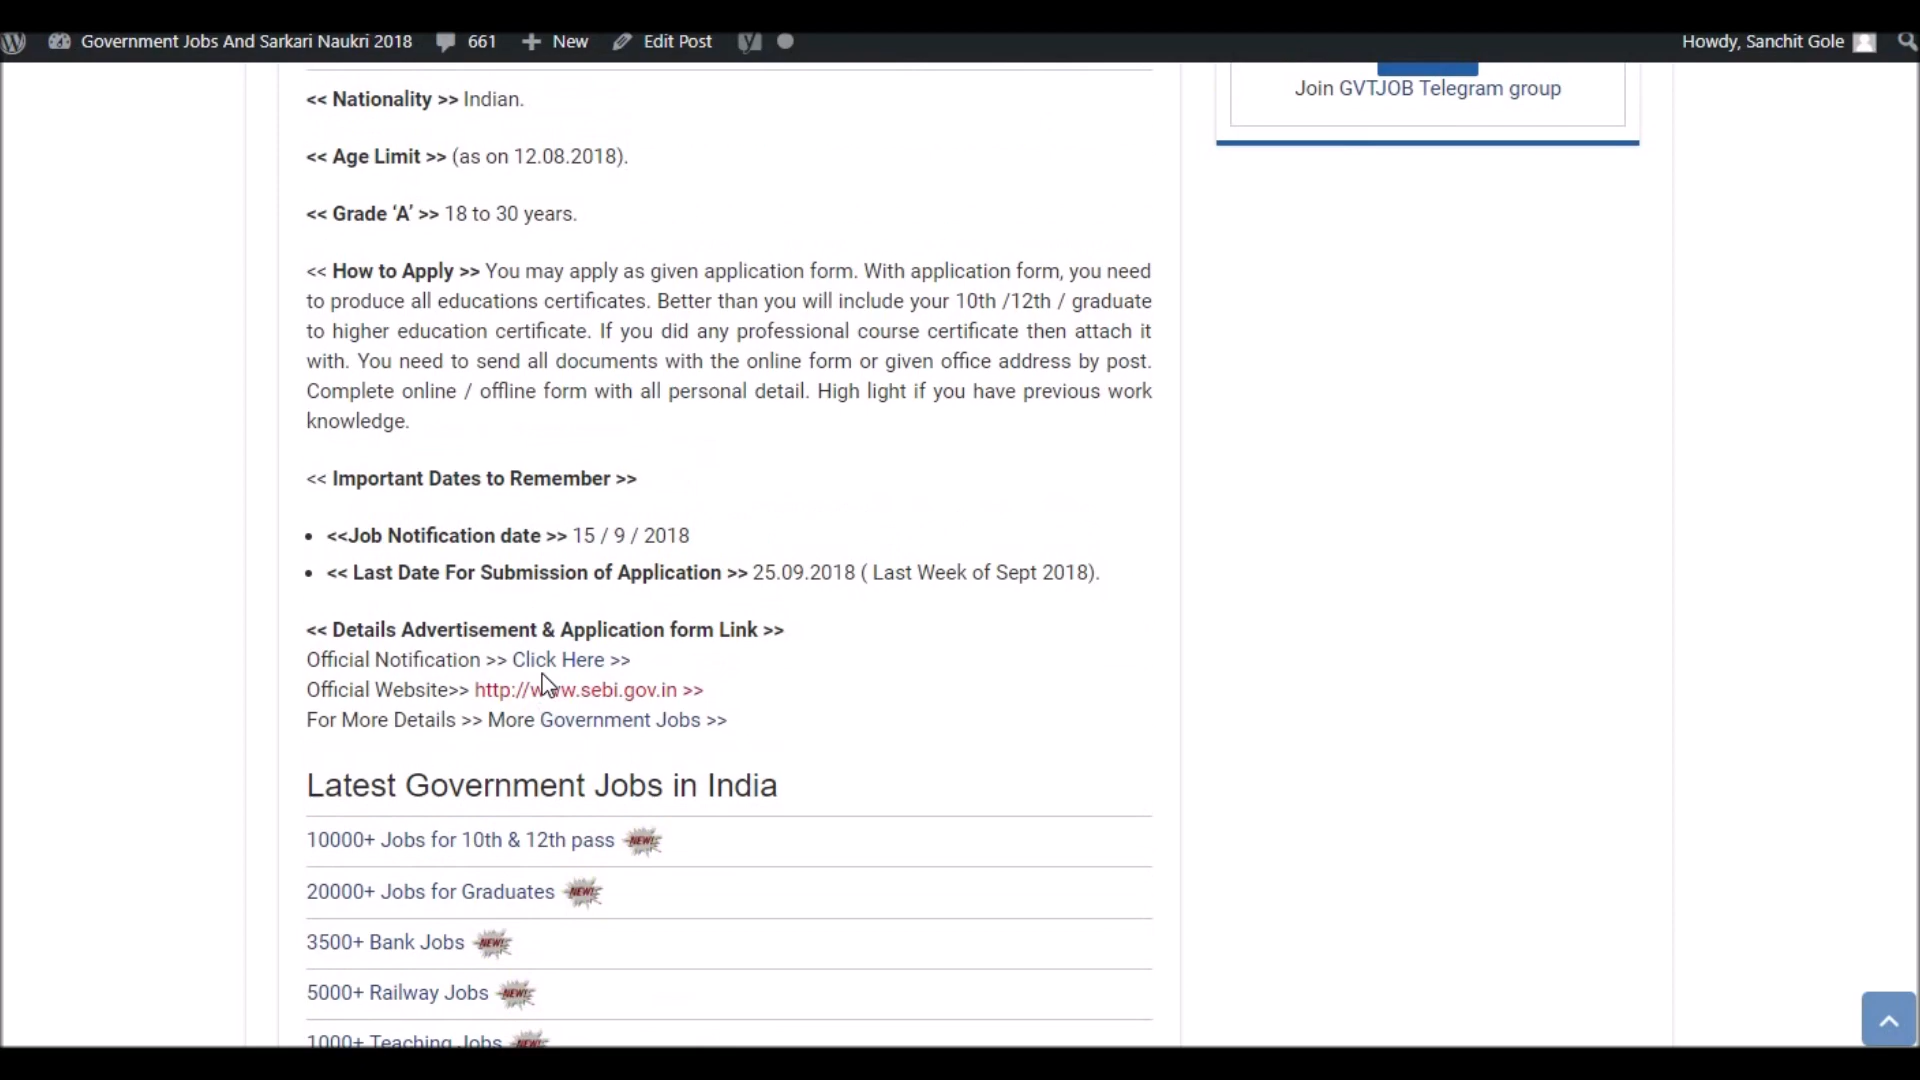 Government Jobs And Sarkari Naukri 2018 661 + New Edit Post Howdy, Sanchit Gole
Join GVTJOB Telegram group
<< Nationality >> Indian.
<< Age Limit >> (as on 12.08.2018).
<< Grade ‘A’ >> 18 to 30 years.
<< How to Apply >> You may apply as given application form. With application form, you need
to produce all educations certificates. Better than you will include your 10th /12th / graduate
to higher education certificate. If you did any professional course certificate then attach it
with. You need to send all documents with the online form or given office address by post.
Complete online / offline form with all personal detail. High light if you have previous work
knowledge.
<< Important Dates to Remember >>
• <<Job Notification date >> 15 / 9 / 2018
• << Last Date For Submission of Application >> 25.09.2018 ( Last Week of Sept 2018).
<< Details Advertisement & Application form Link >>
Official Notification >> Click Here >>
Official Website>> http://www.sebi.gov.in >>
For More Details >> More Government Jobs >>
Latest Government Jobs in India
10000+ Jobs for 10th & 12th pass NEW!
20000+ Jobs for Graduates NEW!
3500+ Bank Jobs NEW!
5000+ Railway Jobs NEW!
1000+ Teaching Jobs NEW!